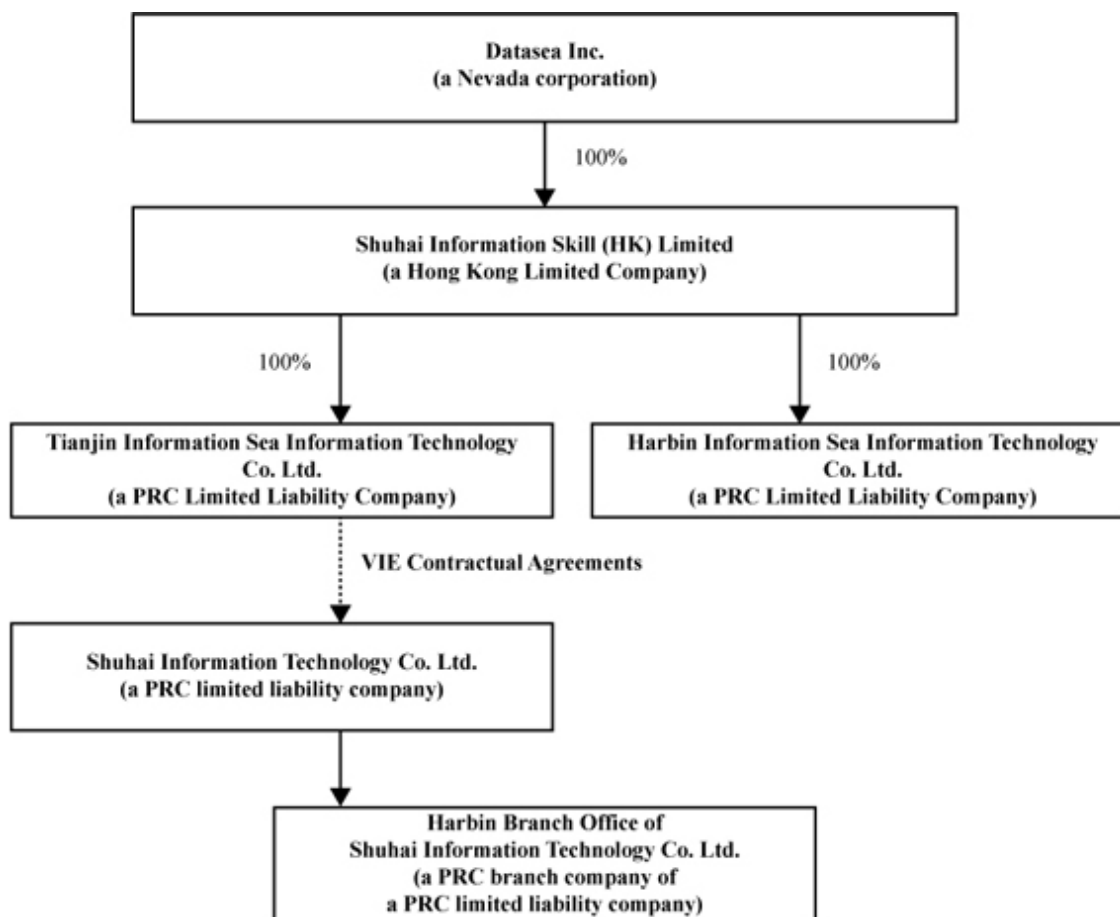 Datasea Inc.
(a Nevada corporation)
100%
Shuhai Information Skill (HK) Limited
(a Hong Kong Limited Company)
100%
100%
Tianjin Information Sea Information Technology
Co. Ltd.
(a PRC Limited Liability Company)
Harbin Information Sea Information Technology
Co. Ltd.
(a PRC Limited Liability Company)
VIE Contractual Agreements
Shuhai Information Technology Co. Ltd.
(a PRC limited liability company)
Harbin Branch Office of
Shuhai Information Technology Co. Ltd.
(a PRC branch company of
a PRC limited liability company)